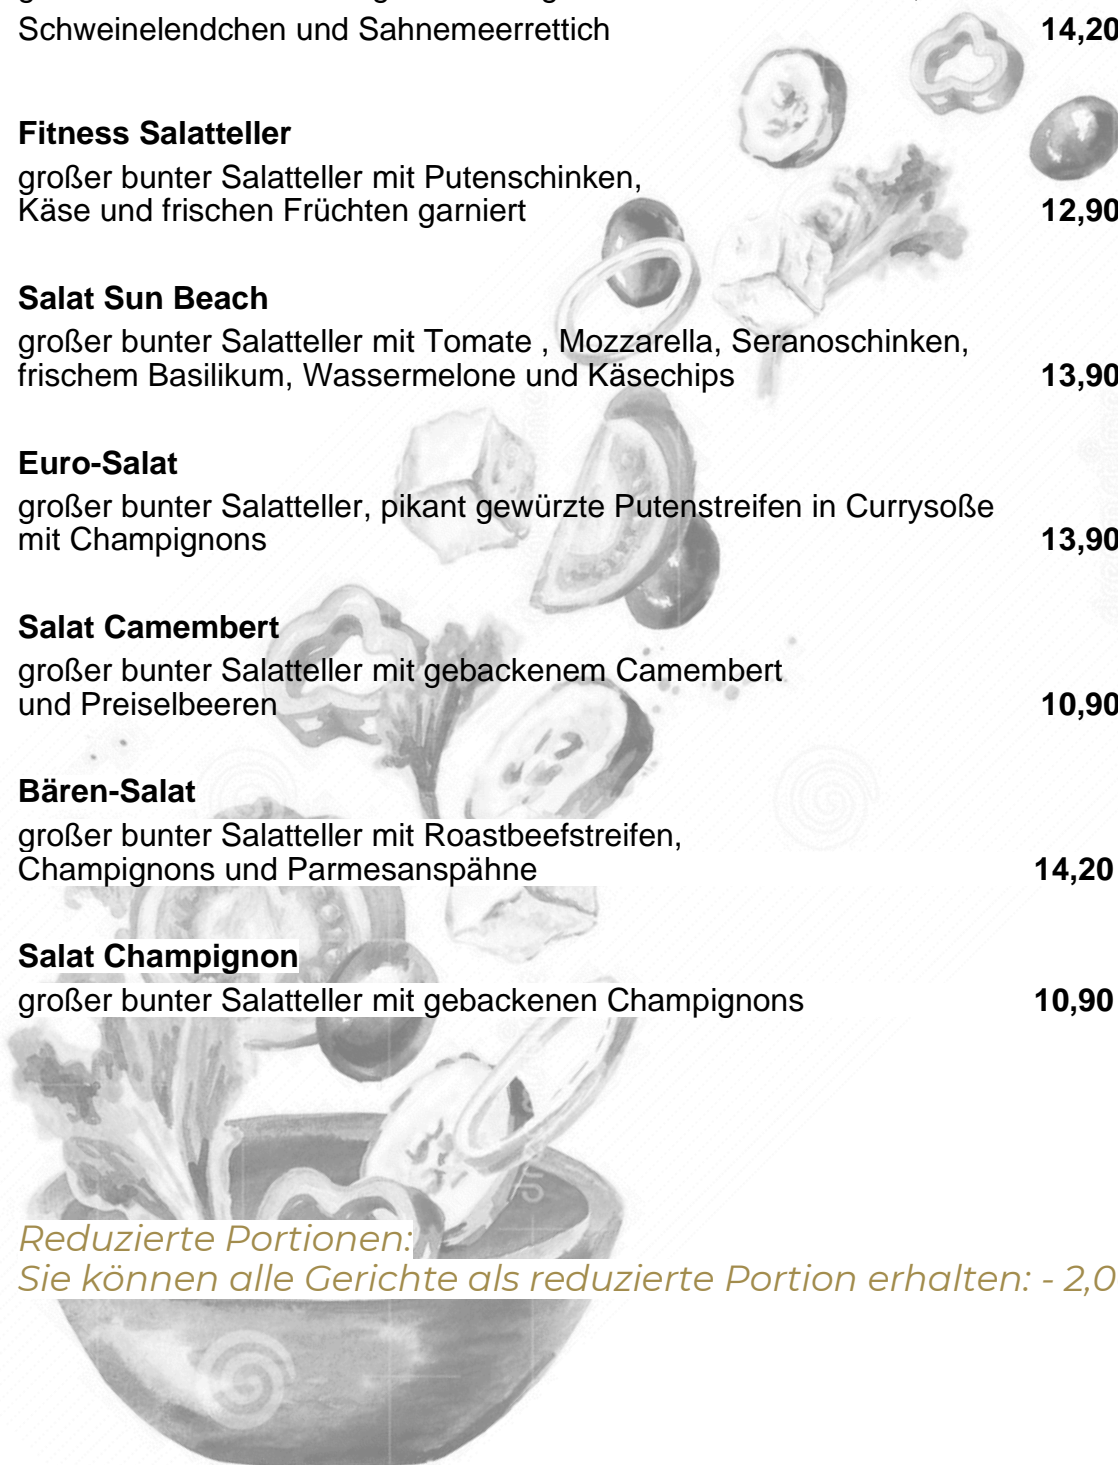 Schweinelendchen und Sahnemeerrettich 14,20
Fitness Salatteller
großer bunter Salatteller mit Putenschinken,
Käse und frischen Früchten garniert 12,90
Salat Sun Beach
großer bunter Salatteller mit Tomate , Mozzarella, Seranoschinken,
frischem Basilikum, Wassermelone und Käsechips 13,90
Euro-Salat
großer bunter Salatteller, pikant gewürzte Putenstreifen in Currysoße
mit Champignons 13,90
Salat Camembert
großer bunter Salatteller mit gebackenem Camembert
und Preiselbeeren 10,90
Bären-Salat
großer bunter Salatteller mit Roastbeefstreifen,
Champignons und Parmesanspähne 14,20
Salat Champignon
großer bunter Salatteller mit gebackenen Champignons 10,90
Reduzierte Portionen:
Sie können alle Gerichte als reduzierte Portion erhalten: - 2,0